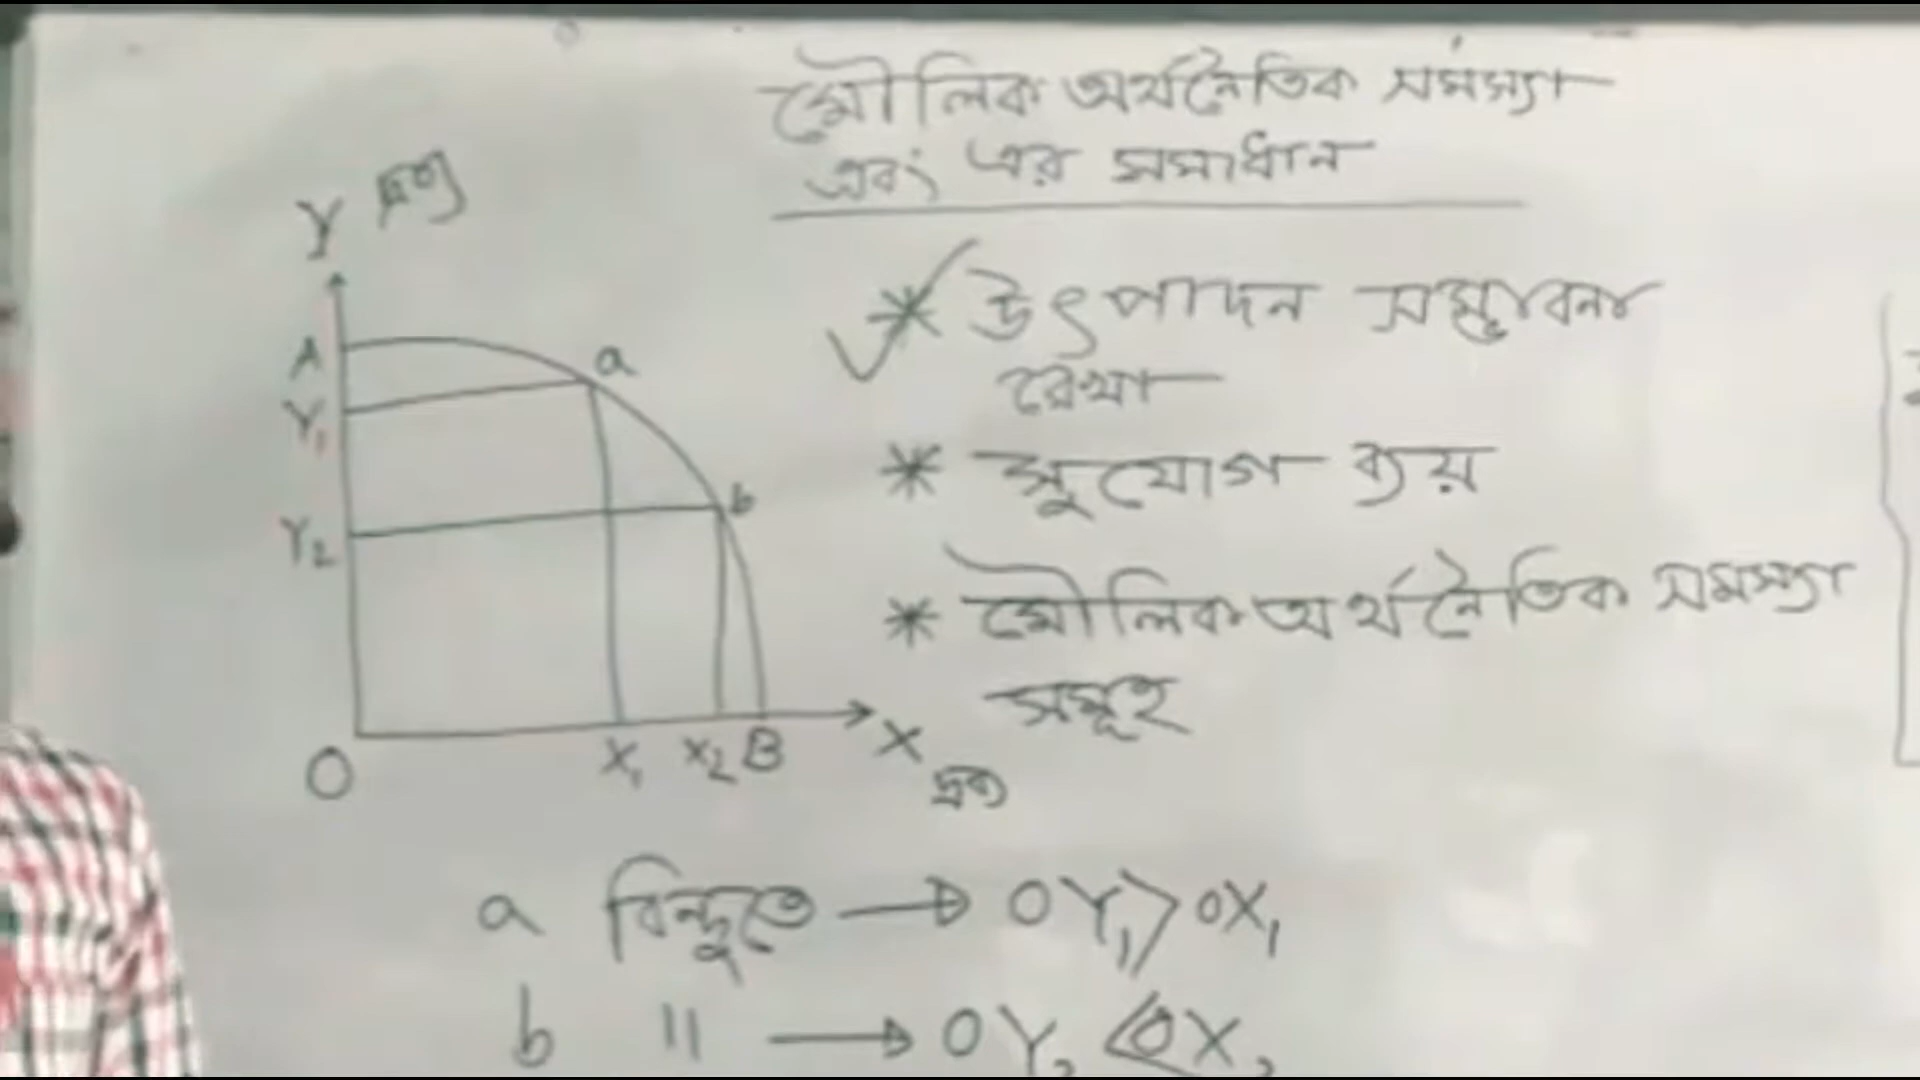 মৌলিক অর্থনৈতিক সমস্যা
এবং এর সমাধান
Y দ্রব্য
A
a
Y₁
b
Y₂
O
X₁
X₂
B
X
দ্রব্য
* উৎপাদন সম্ভাবনা
রেখা
* সুযোগ ব্যয়
* মৌলিক অর্থনৈতিক সমস্যা
সমূহ
a বিন্দুতে → OY₁ > OX₁
b " → OY₂ < OX₂